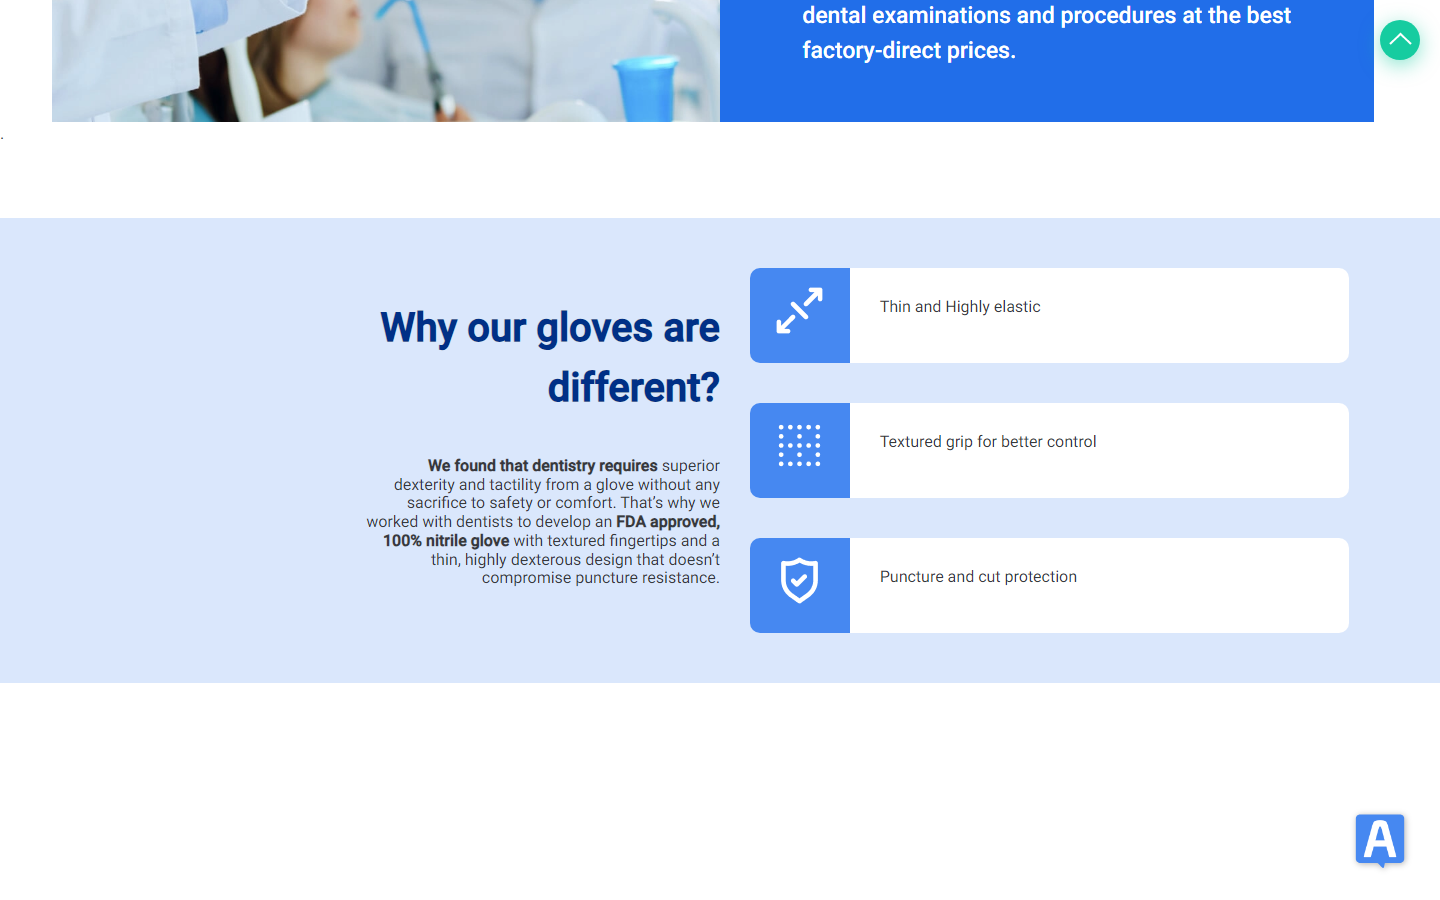 dental examinations and procedures at the best
factory-direct prices.
Why our gloves are
different?
We found that dentistry requires superior
dexterity and tactility from a glove without any
sacrifice to safety or comfort. That’s why we
worked with dentists to develop an FDA approved,
100% nitrile glove with textured fingertips and a
thin, highly dexterous design that doesn’t
compromise puncture resistance.
Thin and Highly elastic
Textured grip for better control
Puncture and cut protection
A